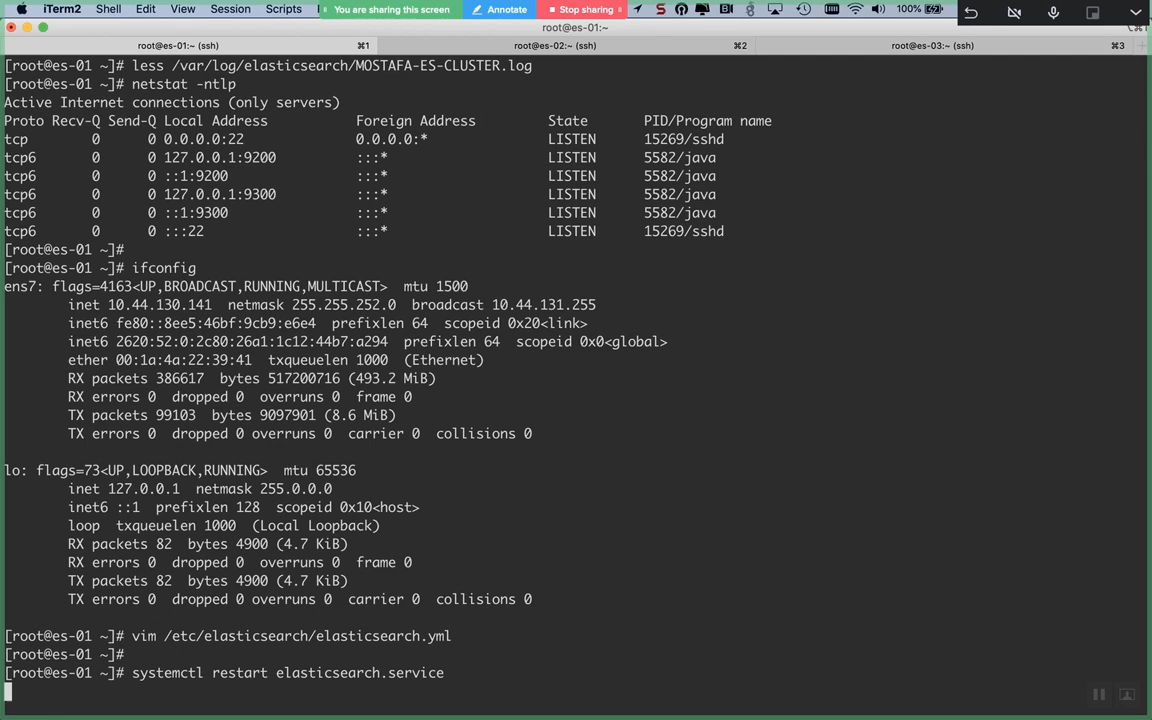 iTerm2 Shell Edit View Session Scripts You are sharing this screen Annotate Stop sharing 100%
root@es-01:~ (ssh)
root@es-01:~ (ssh) ⌘1 root@es-02:~ (ssh) ⌘2 root@es-03:~ (ssh) ⌘3
[root@es-01 ~]# less /var/log/elasticsearch/MOSTAFA-ES-CLUSTER.log
[root@es-01 ~]# netstat -ntlp
Active Internet connections (only servers)
Proto Recv-Q Send-Q Local Address Foreign Address State PID/Program name
tcp 0 0 0.0.0.0:22 0.0.0.0:* LISTEN 15269/sshd
tcp6 0 0 127.0.0.1:9200 :::* LISTEN 5582/java
tcp6 0 0 ::1:9200 :::* LISTEN 5582/java
tcp6 0 0 127.0.0.1:9300 :::* LISTEN 5582/java
tcp6 0 0 ::1:9300 :::* LISTEN 5582/java
tcp6 0 0 :::22 :::* LISTEN 15269/sshd
[root@es-01 ~]#
[root@es-01 ~]# ifconfig
ens7: flags=4163<UP,BROADCAST,RUNNING,MULTICAST> mtu 1500
inet 10.44.130.141 netmask 255.255.252.0 broadcast 10.44.131.255
inet6 fe80::8ee5:46bf:9cb9:e6e4 prefixlen 64 scopeid 0x20<link>
inet6 2620:52:0:2c80:26a1:1c12:44b7:a294 prefixlen 64 scopeid 0x0<global>
ether 00:1a:4a:22:39:41 txqueuelen 1000 (Ethernet)
RX packets 386617 bytes 517200716 (493.2 MiB)
RX errors 0 dropped 0 overruns 0 frame 0
TX packets 99103 bytes 9097901 (8.6 MiB)
TX errors 0 dropped 0 overruns 0 carrier 0 collisions 0
lo: flags=73<UP,LOOPBACK,RUNNING> mtu 65536
inet 127.0.0.1 netmask 255.0.0.0
inet6 ::1 prefixlen 128 scopeid 0x10<host>
loop txqueuelen 1000 (Local Loopback)
RX packets 82 bytes 4900 (4.7 KiB)
RX errors 0 dropped 0 overruns 0 frame 0
TX packets 82 bytes 4900 (4.7 KiB)
TX errors 0 dropped 0 overruns 0 carrier 0 collisions 0
[root@es-01 ~]# vim /etc/elasticsearch/elasticsearch.yml
[root@es-01 ~]#
[root@es-01 ~]# systemctl restart elasticsearch.service